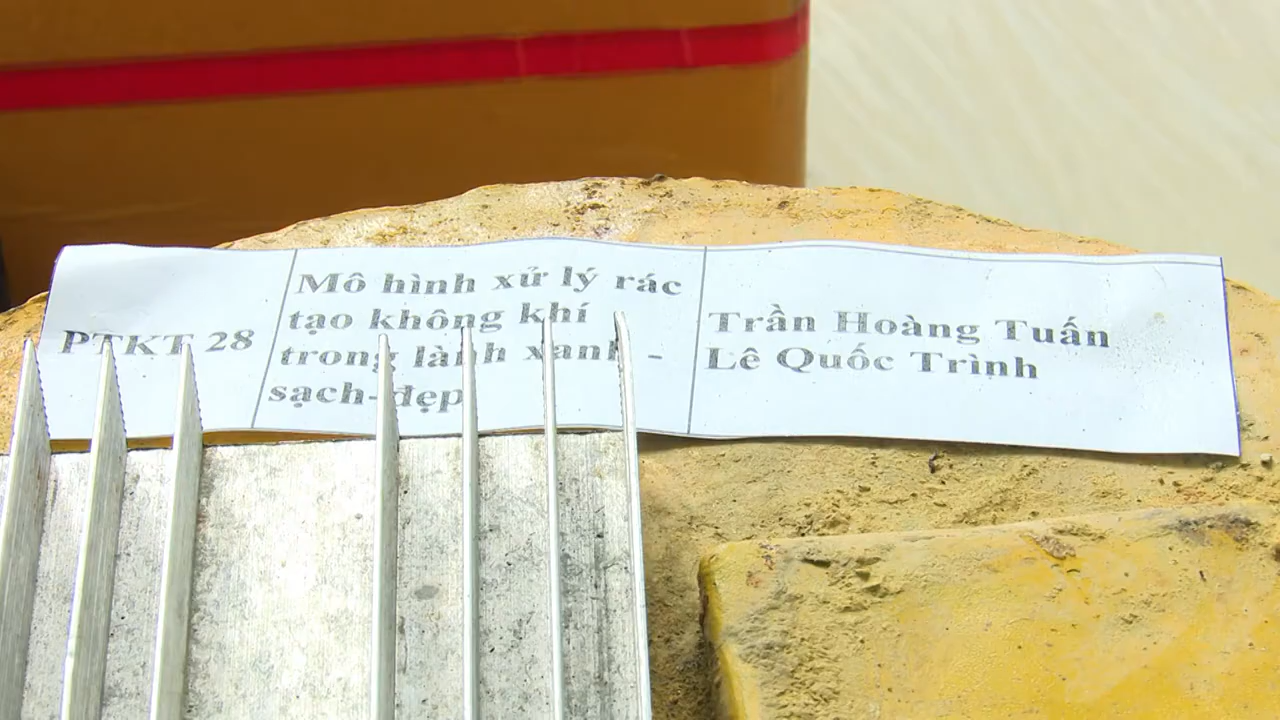 PTKT 28
Mô hình xử lý rác
tạo không khí
trong lành xanh -
sạch-đẹp
Trần Hoàng Tuấn
Lê Quốc Trình